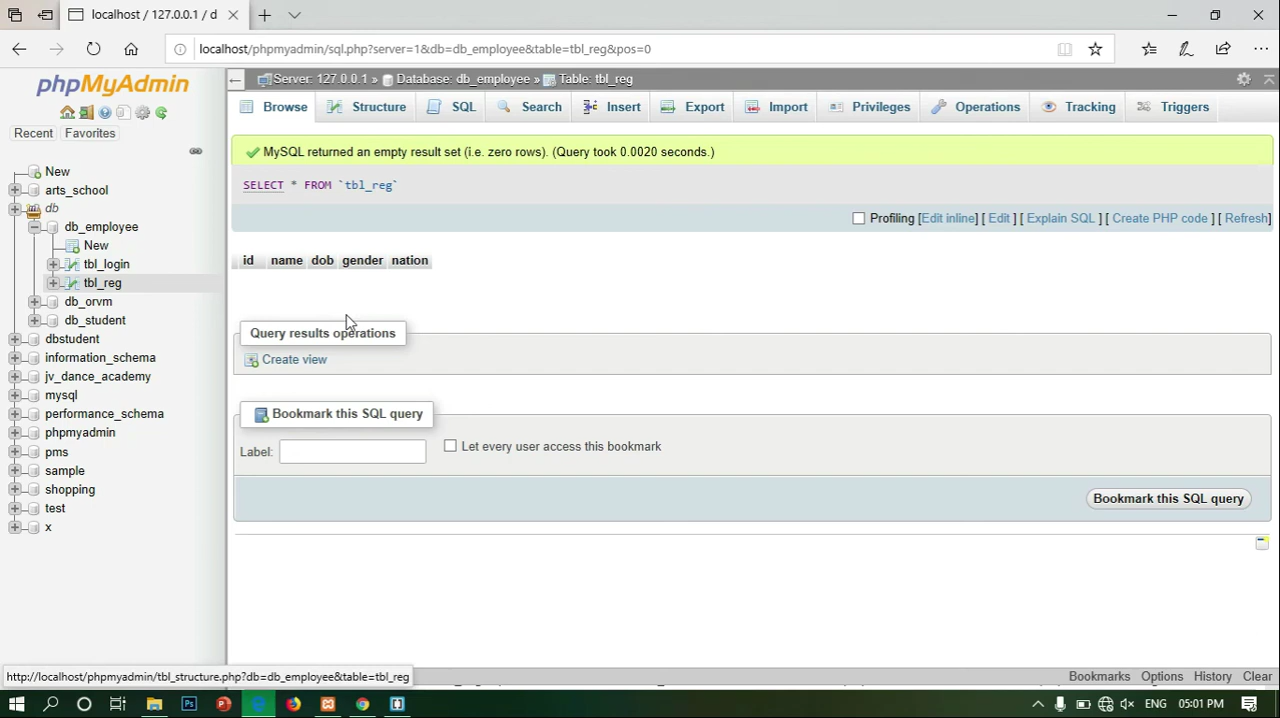 localhost / 127.0.0.1 / d
localhost/phpmyadmin/sql.php?server=1&db=db_employee&table=tbl_reg&pos=0
phpMyAdmin
Recent Favorites
New
arts_school
db
db_employee
New
tbl_login
tbl_reg
db_orvm
db_student
dbstudent
information_schema
jv_dance_academy
mysql
performance_schema
phpmyadmin
pms
sample
shopping
test
x
Server: 127.0.0.1 » Database: db_employee » Table: tbl_reg
Browse Structure SQL Search Insert Export Import Privileges Operations Tracking Triggers
MySQL returned an empty result set (i.e. zero rows). (Query took 0.0020 seconds.)
SELECT * FROM `tbl_reg`
Profiling [Edit inline] [ Edit ] [ Explain SQL ] [ Create PHP code ] [ Refresh]
id name dob gender nation
Query results operations
Create view
Bookmark this SQL query
Label: Let every user access this bookmark
Bookmark this SQL query
http://localhost/phpmyadmin/tbl_structure.php?db=db_employee&table=tbl_reg
Bookmarks Options History Clear
ENG 05:01 PM